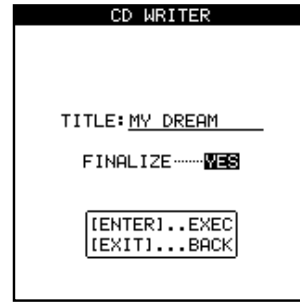 CD WRITER
TITLE:MY DREAM
FINALIZE·······YES
[ENTER]..EXEC
[EXIT]...BACK